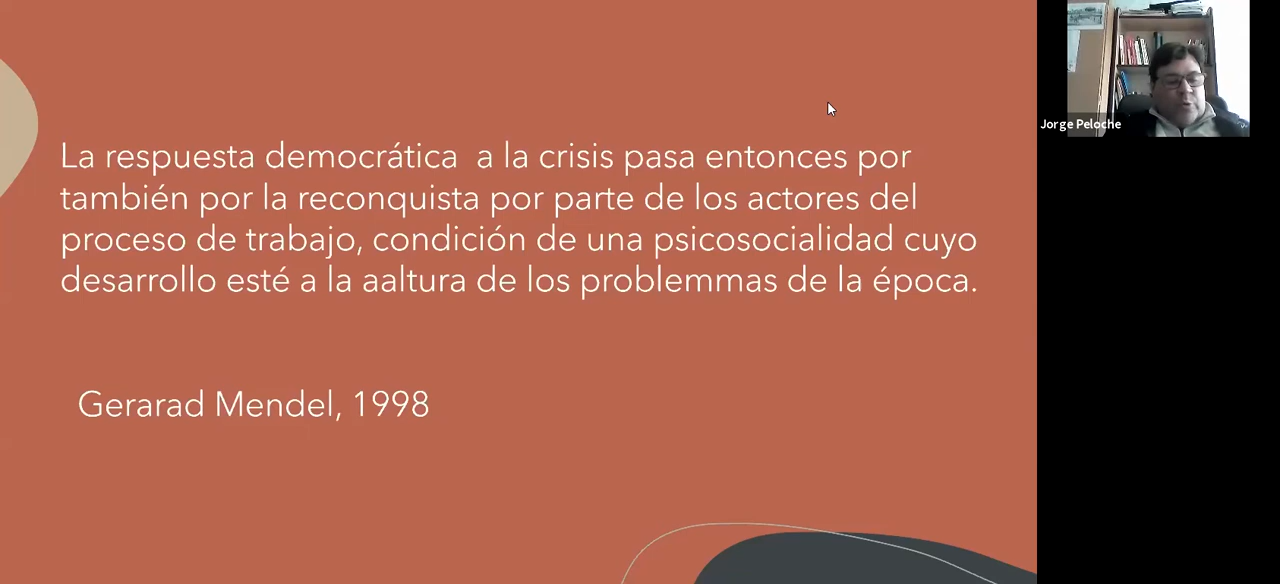 La respuesta democrática  a la crisis pasa entonces por
también por la reconquista por parte de los actores del
proceso de trabajo, condición de una psicosocialidad cuyo
desarrollo esté a la aaltura de los problemmas de la época.
Gerarad Mendel, 1998
Jorge Peloche